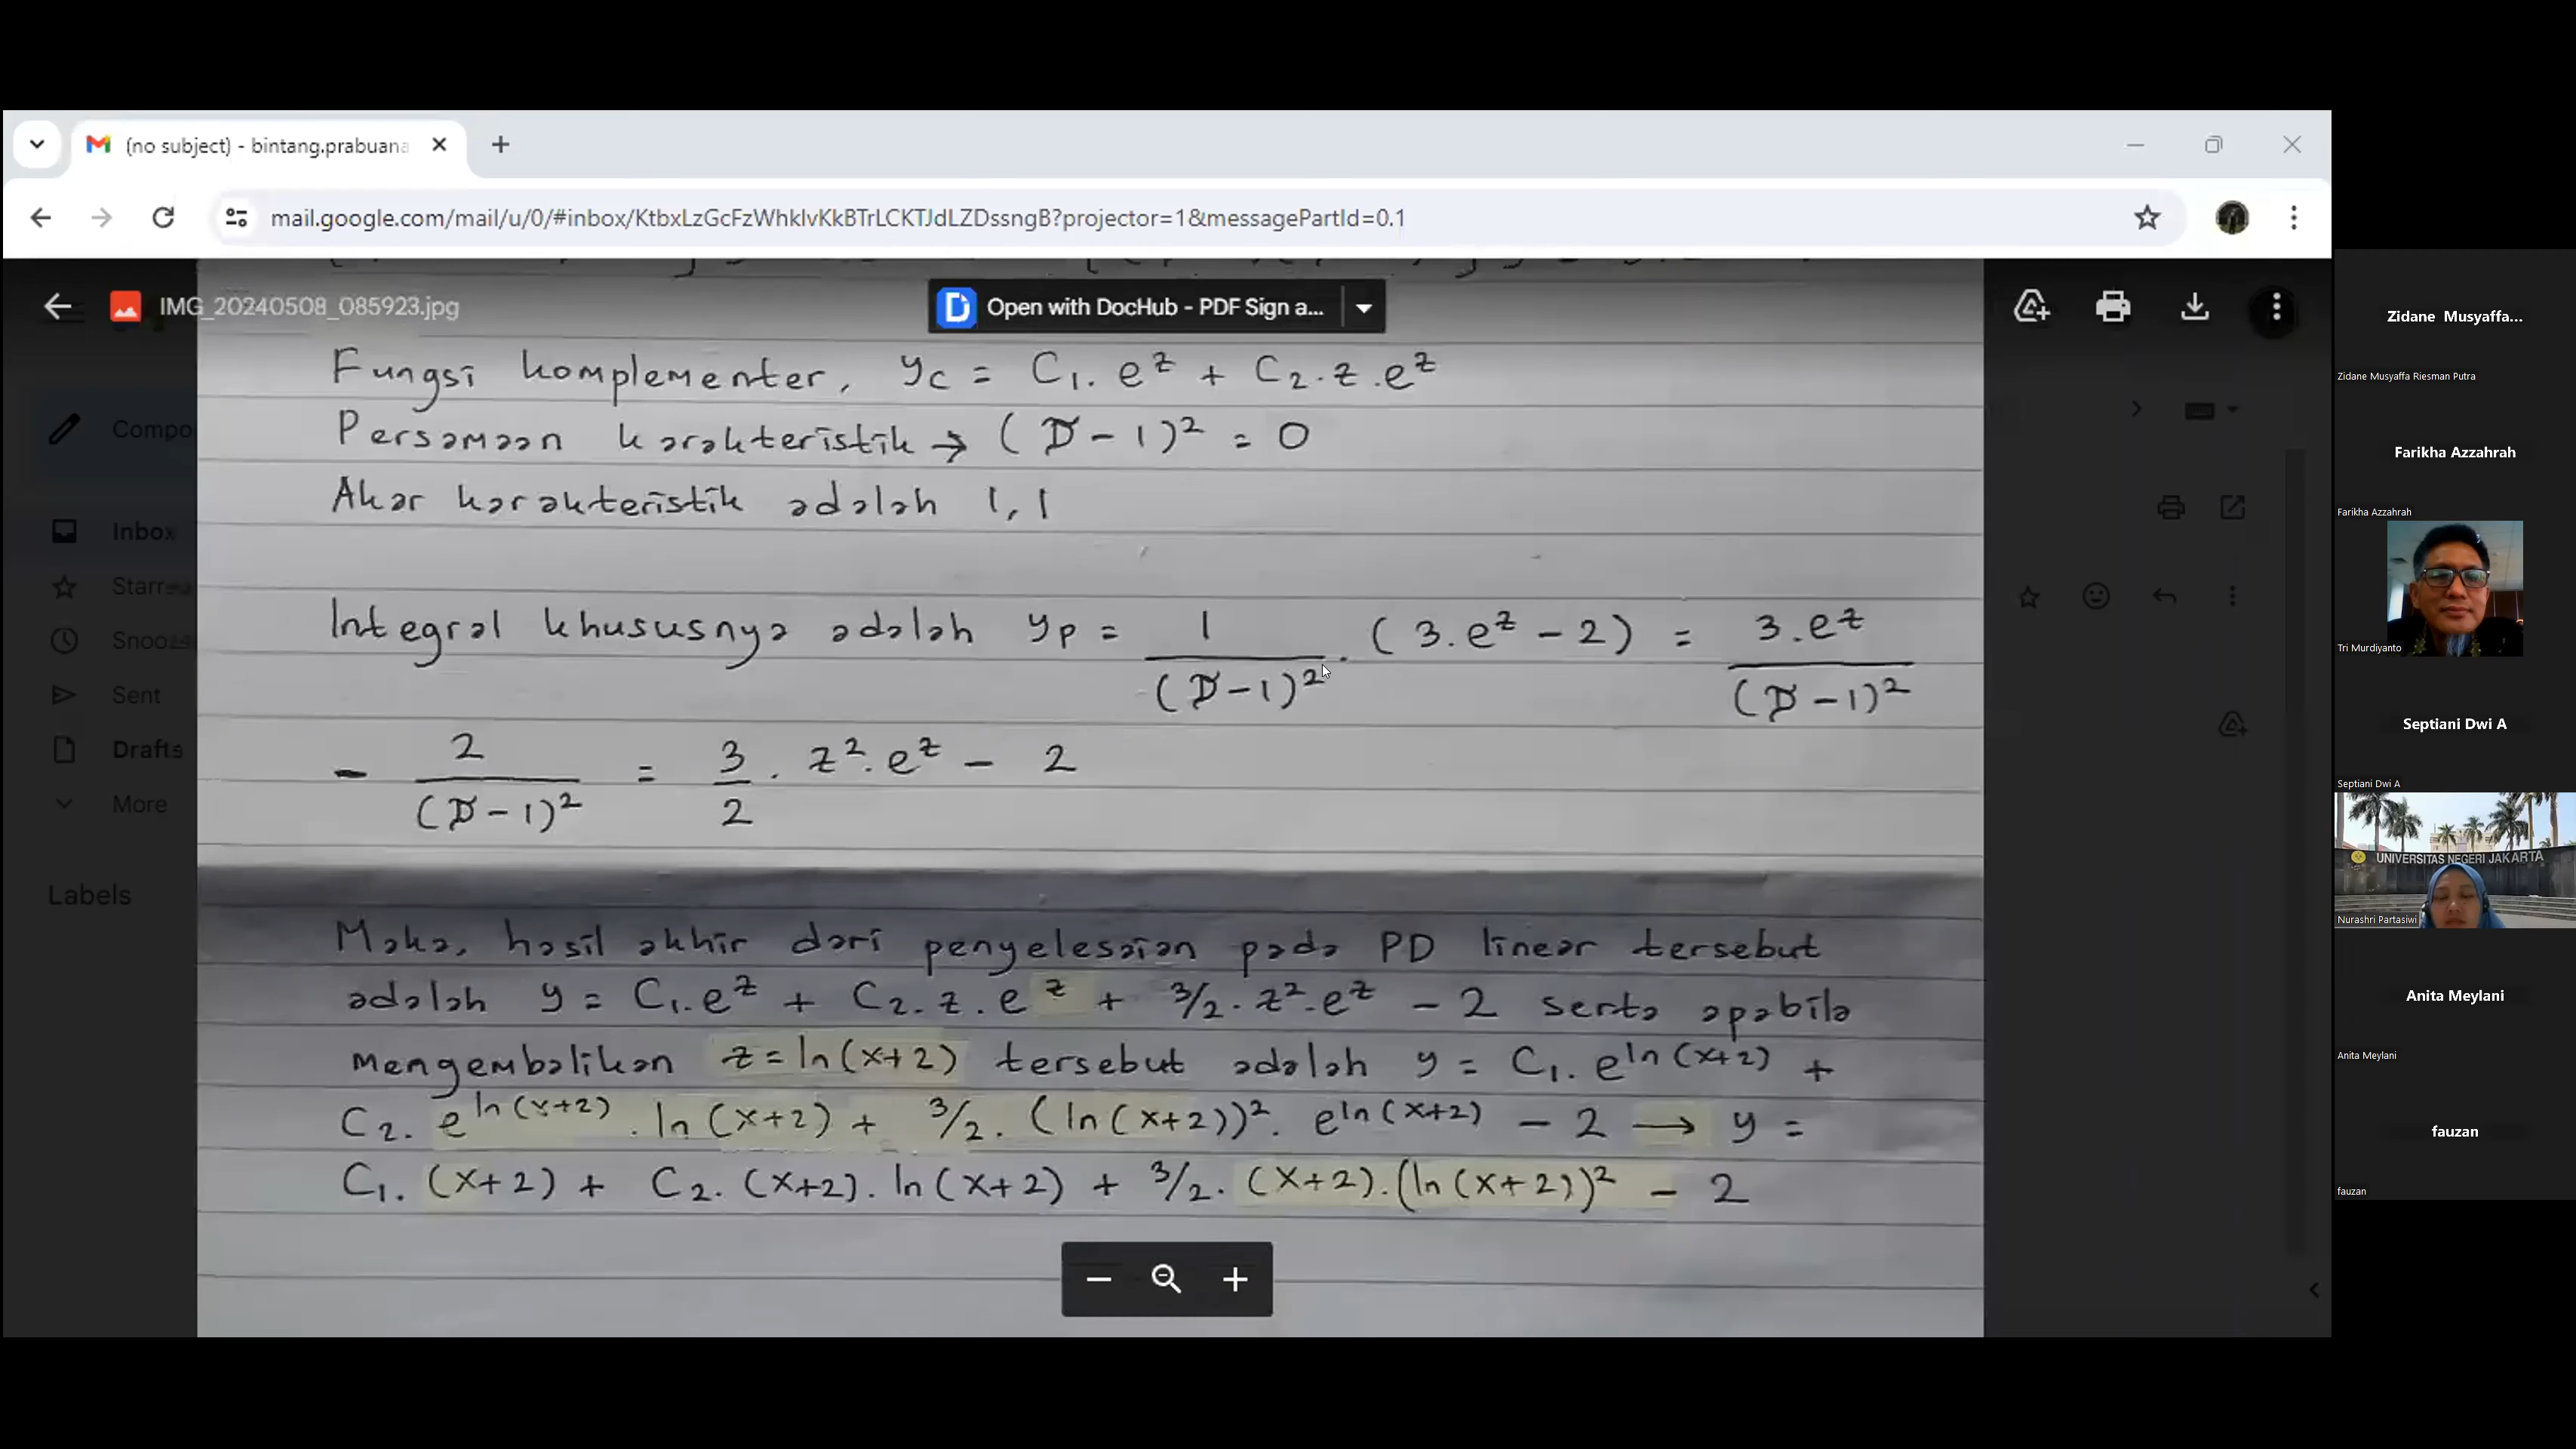 (no subject) - bintang.prabuana
mail.google.com/mail/u/0/#inbox/KtbxLzGcFzWhklvKkBTrLCKTJdLZDssngB?projector=1&messagePartId=0.1
IMG_20240508_085923.jpg
Open with DocHub - PDF Sign a...
Compo
Inbox
Starre
Snooze
Sent
Drafts
More
Labels
Fungsi komplementer, yc = C1. e^z + C2. z. e^z
Persamaan karakteristik → (D - 1)² = 0
Akar karakteristik adalah 1, 1
Integral khususnya adalah yp = 1/(D-1)² . (3.e^z - 2) = 3.e^z/(D-1)²
- 2/(D-1)² = 3/2 . z². e^z - 2
Maka, hasil akhir dari penyelesaian pada PD linear tersebut
adalah y = C1.e^z + C2. z. e^z + 3/2. z². e^z - 2 serta apabila
mengembalikan z = ln(x+2) tersebut adalah y = C1. e^ln(x+2) +
C2. e^ln(x+2) . ln(x+2) + 3/2. (ln(x+2))². e^ln(x+2) - 2 → y =
C1. (x+2) + C2. (x+2). ln(x+2) + 3/2. (x+2).(ln(x+2))² - 2
Zidane Musyaffa...
Zidane Musyaffa Riesman Putra
Farikha Azzahrah
Farikha Azzahrah
Tri Murdiyanto
Septiani Dwi A
Septiani Dwi A
UNIVERSITAS NEGERI JAKARTA
Nurashri Partasiwi
Anita Meylani
Anita Meylani
fauzan
fauzan